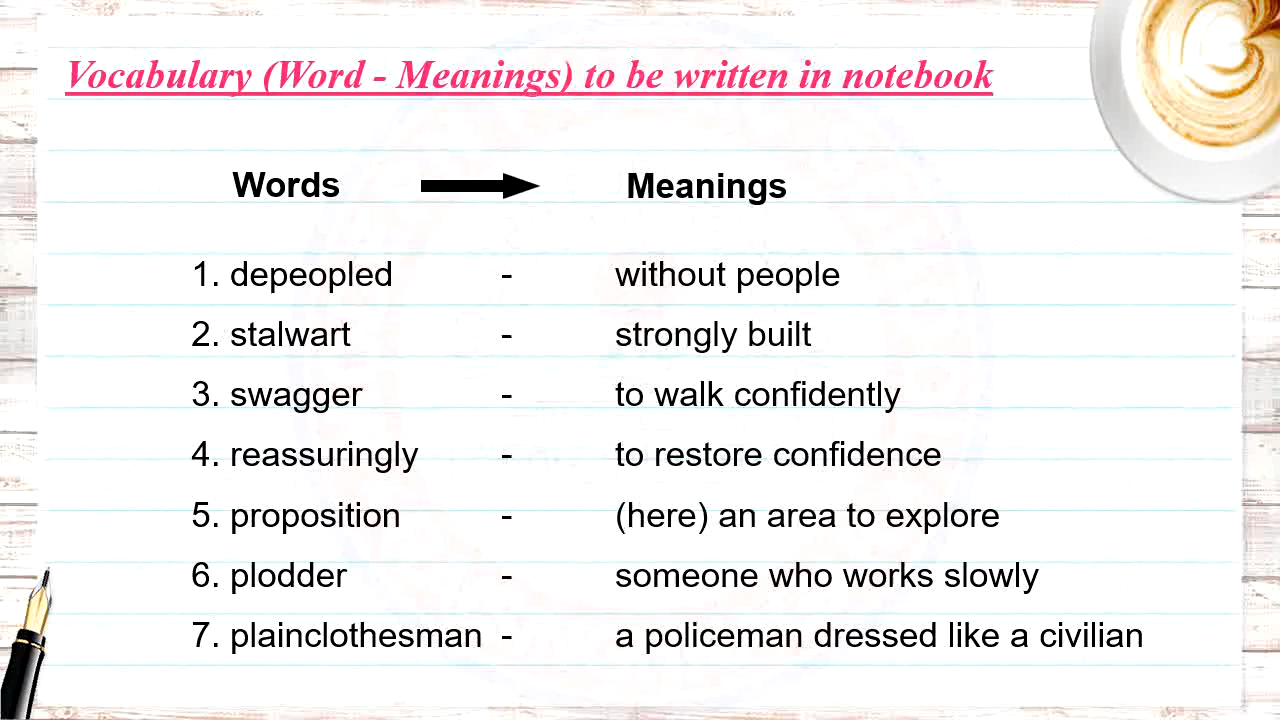 Vocabulary (Word - Meanings) to be written in notebook
Words Meanings
1. depeopled - without people
2. stalwart - strongly built
3. swagger - to walk confidently
4. reassuringly - to restore confidence
5. proposition - (here) an area to explore
6. plodder - someone who works slowly
7. plainclothesman - a policeman dressed like a civilian